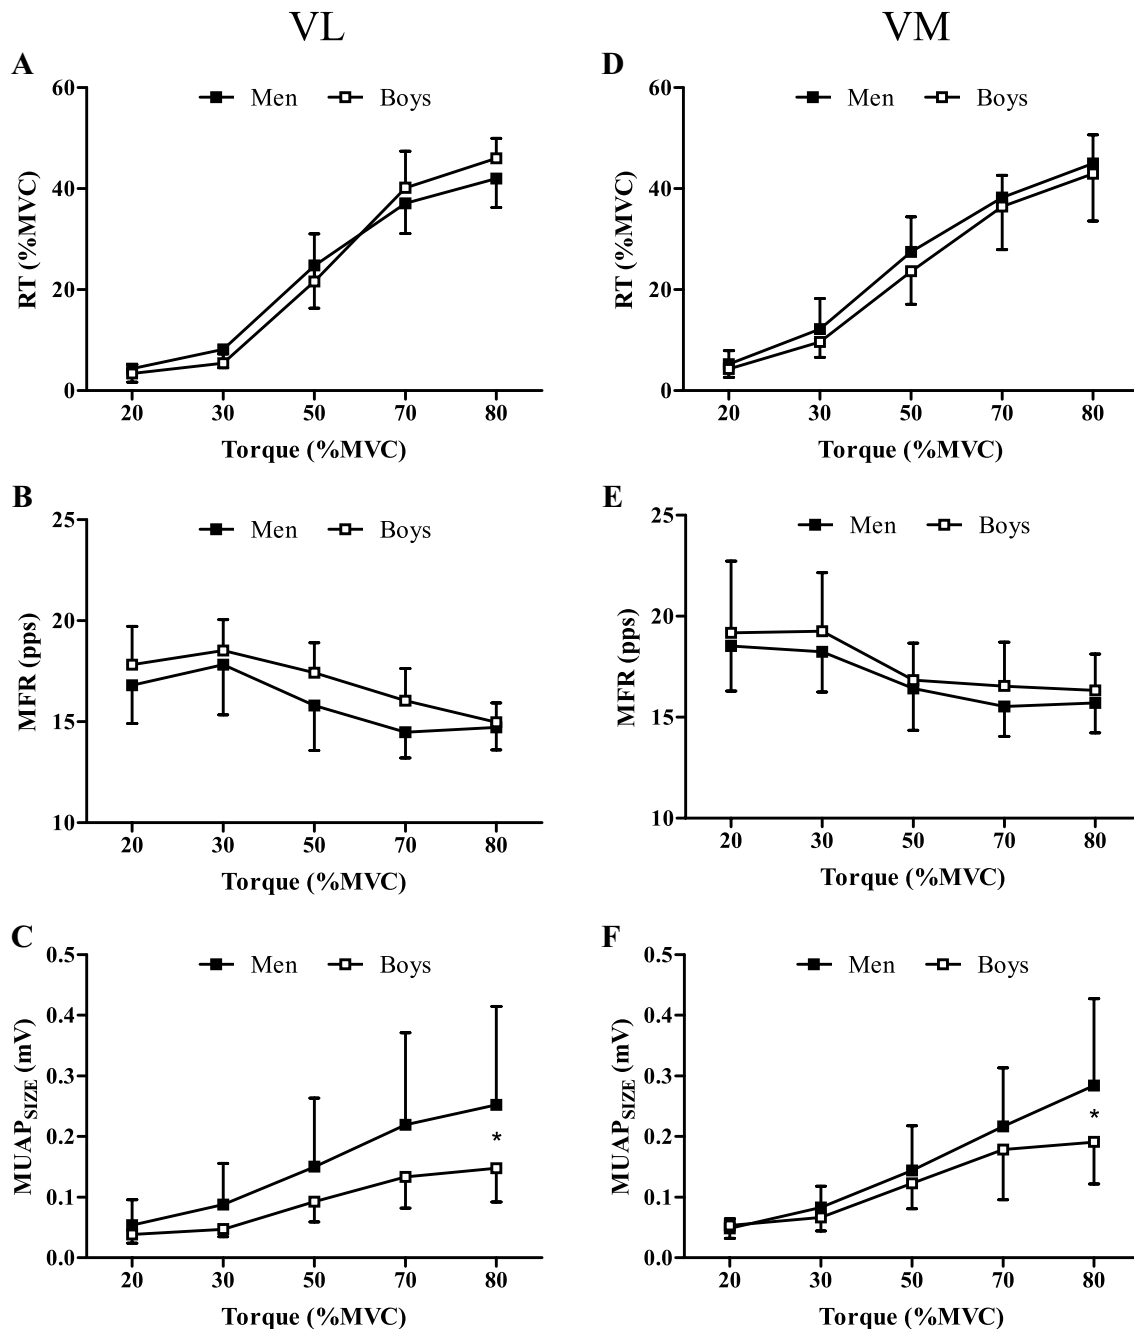 VL
VM
A
Men
Boys
60
40
20
0
RT (%MVC)
20 30 50 70 80
Torque (%MVC)
D
Men
Boys
60
40
20
0
RT (%MVC)
20 30 50 70 80
Torque (%MVC)
B
Men
Boys
25
20
15
10
MFR (pps)
20 30 50 70 80
Torque (%MVC)
E
Men
Boys
25
20
15
10
MFR (pps)
20 30 50 70 80
Torque (%MVC)
C
Men
Boys
0.5
0.4
0.3
0.2
0.1
0.0
MUAPSIZE (mV)
*
20 30 50 70 80
Torque (%MVC)
F
Men
Boys
0.5
0.4
0.3
0.2
0.1
0.0
MUAPSIZE (mV)
*
20 30 50 70 80
Torque (%MVC)